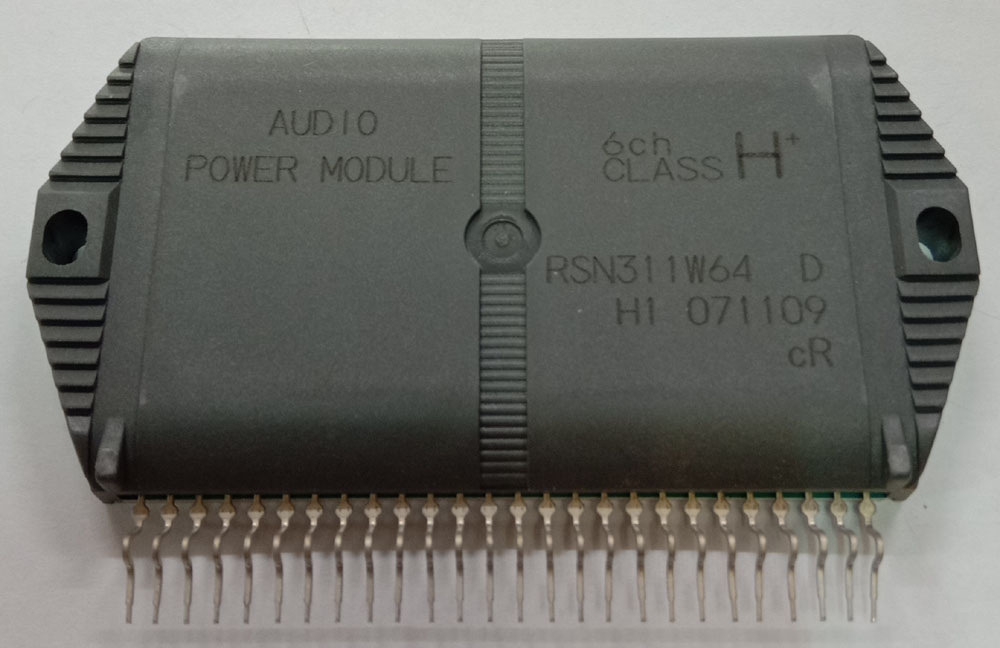 AUDIO
POWER MODULE
6ch
CLASS H+
RSN311W64 D
H1 071109
cR